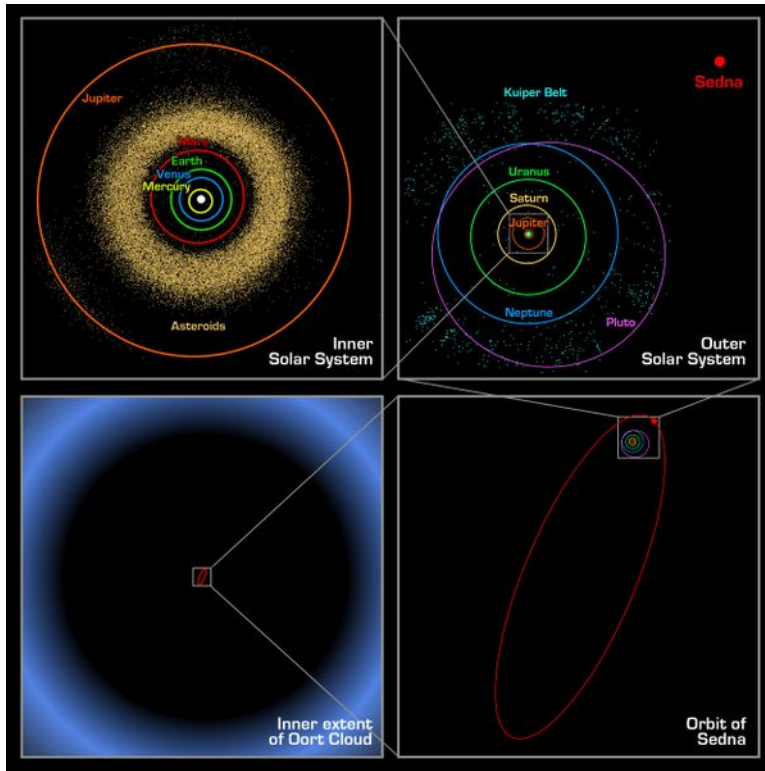 Jupiter
Mars
Earth
Venus
Mercury
Asteroids
Inner
Solar System
Kuiper Belt
Sedna
Uranus
Saturn
Jupiter
Neptune
Pluto
Outer
Solar System
Inner extent
of Oort Cloud
Orbit of
Sedna